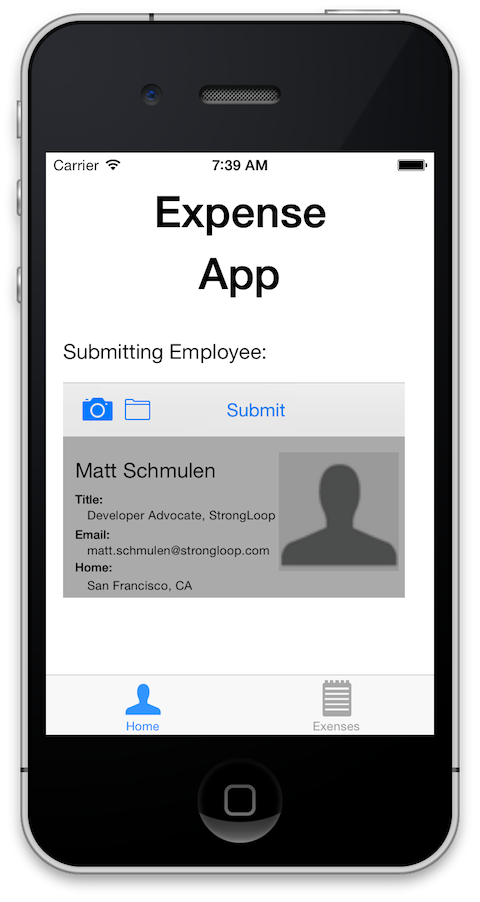 Carrier 7:39 AM
Expense
App
Submitting Employee:
Submit
Matt Schmulen
Title:
Developer Advocate, StrongLoop
Email:
matt.schmulen@strongloop.com
Home:
San Francisco, CA
Home Exenses